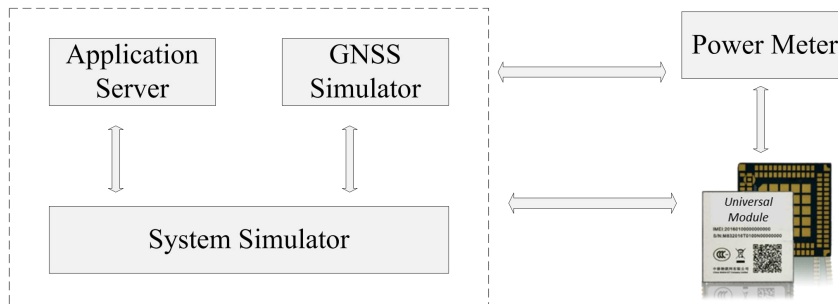 Application
Server
GNSS
Simulator
Power Meter
System Simulator
Universal
Module